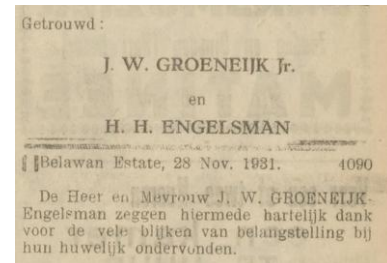 Getrouwd :
J. W. GROENEIJK Jr.
en
H. H. ENGELSMAN
Belawan Estate, 28 Nov. 1931. 4090
De Heer en Mevrouw J. W. GROENEIJK-
Engelsman zeggen hiermede hartelijk dank
voor de vele blijken van belangstelling bij
hun huwelijk ondervonden.